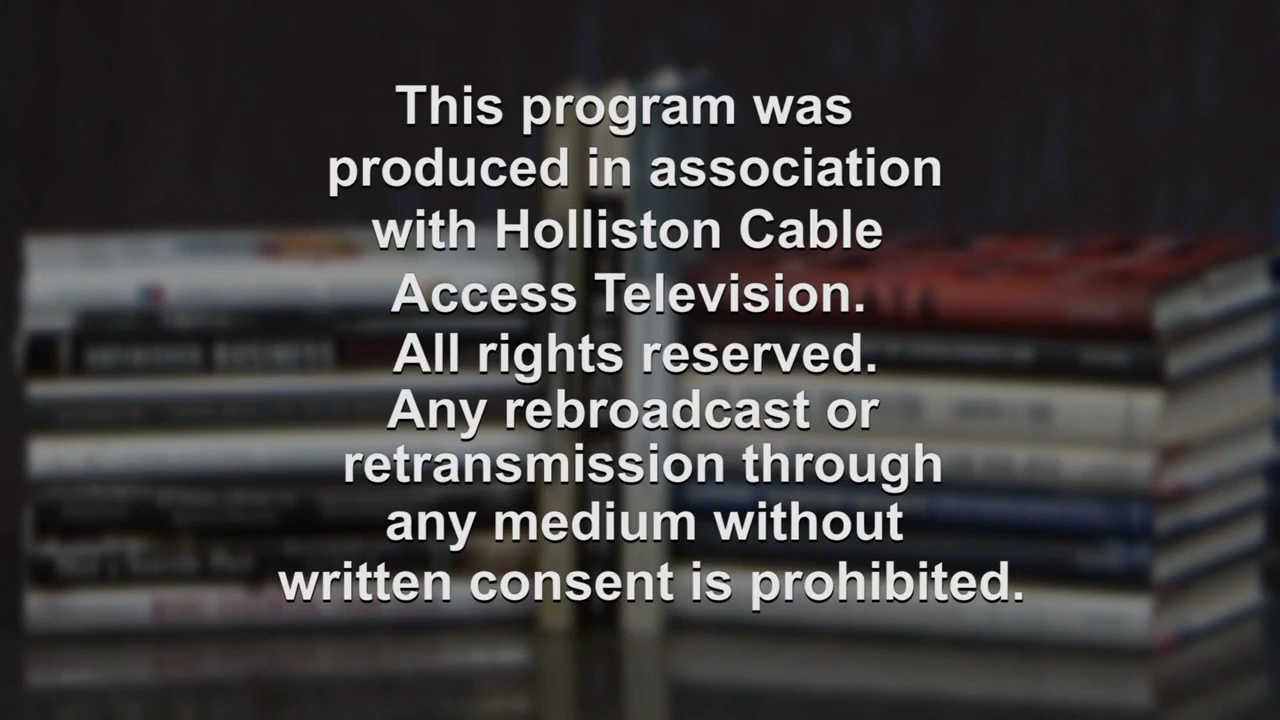 This program was
produced in association
with Holliston Cable
Access Television.
All rights reserved.
Any rebroadcast or
retransmission through
any medium without
written consent is prohibited.